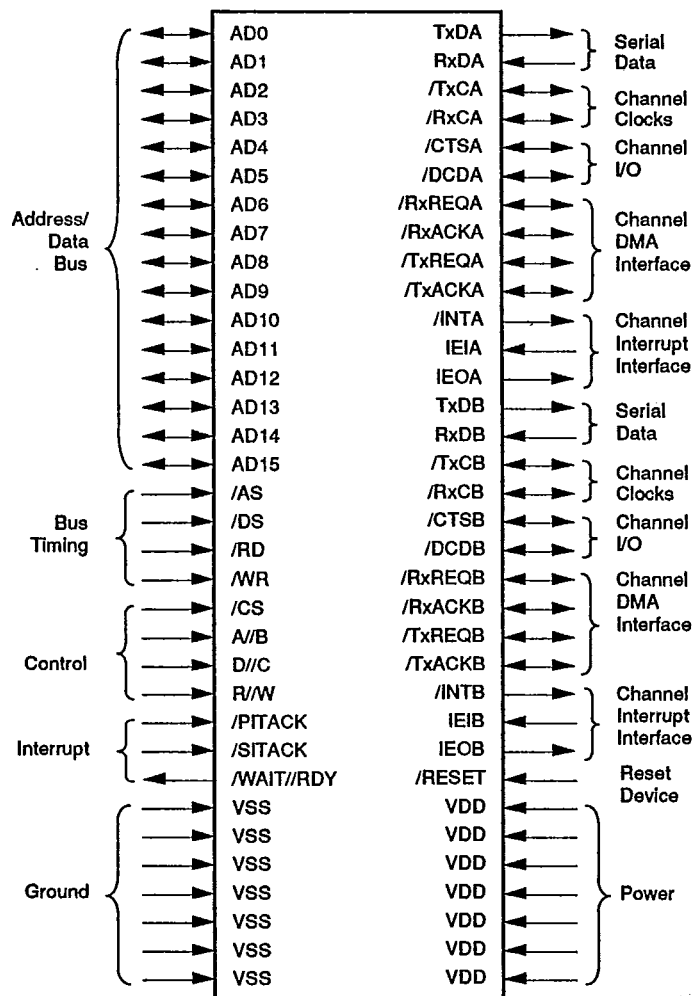 AD0 TxDA
AD1 RxDA
Serial
Data
AD2 /TxCA
AD3 /RxCA
Channel
Clocks
AD4 /CTSA
AD5 /DCDA
Channel
I/O
AD6 /RxREQA
AD7 /RxACKA
AD8 /TxREQA
AD9 /TxACKA
Channel
DMA
Interface
Address/
Data
Bus
AD10 /INTA
AD11 IEIA
AD12 IEOA
Channel
Interrupt
Interface
AD13 TxDB
AD14 RxDB
Serial
Data
AD15 /TxCB
/AS /RxCB
Channel
Clocks
/DS /CTSB
/RD /DCDB
Channel
I/O
Bus
Timing
/WR /RxREQB
/CS /RxACKB
A//B /TxREQB
D//C /TxACKB
Channel
DMA
Interface
Control
R//W /INTB
/PITACK IEIB
/SITACK IEOB
Channel
Interrupt
Interface
Interrupt
/WAIT//RDY /RESET
Reset
Device
VSS VDD
VSS VDD
VSS VDD
VSS VDD
VSS VDD
VSS VDD
VSS VDD
Ground
Power